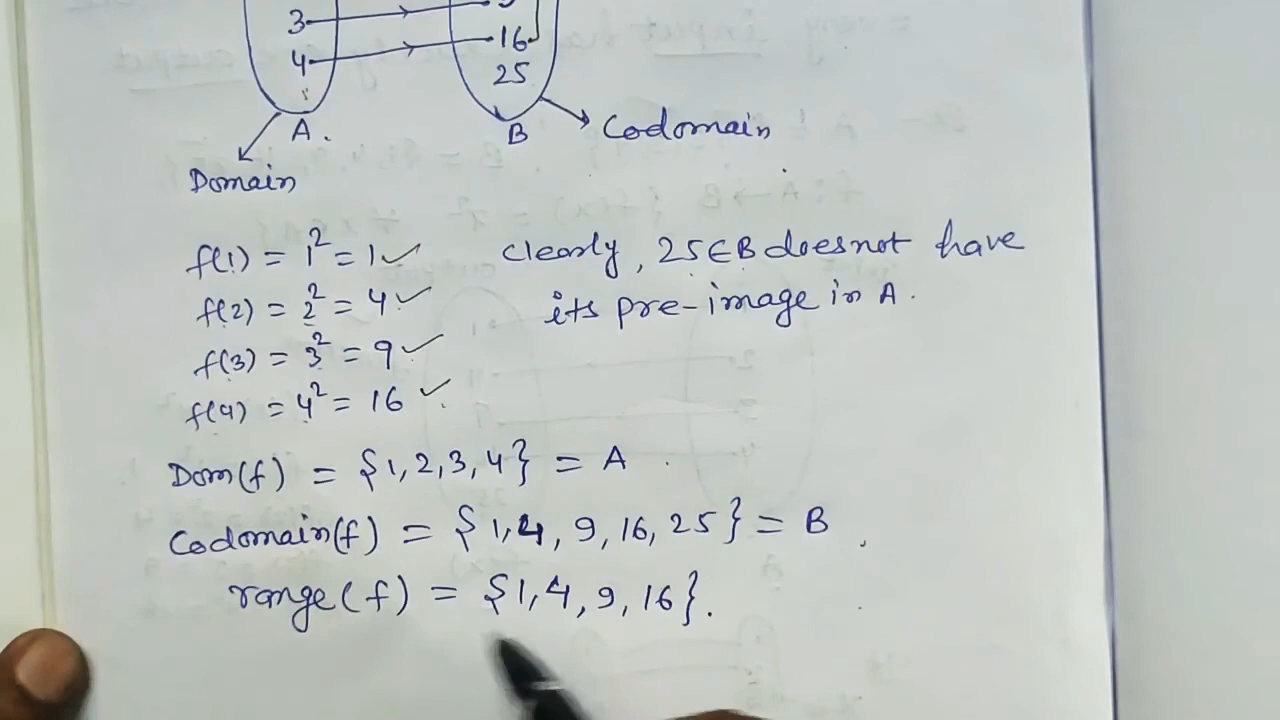 3
4
16
25
A.
B
Codomain
Domain
f(1) = 1² = 1 ✓
clearly, 25∈B does not have
f(2) = 2² = 4 ✓
its pre-image in A.
f(3) = 3² = 9 ✓
f(4) = 4² = 16 ✓
Dom(f) = {1, 2, 3, 4} = A
Codomain(f) = {1, 4, 9, 16, 25} = B
range(f) = {1, 4, 9, 16}.